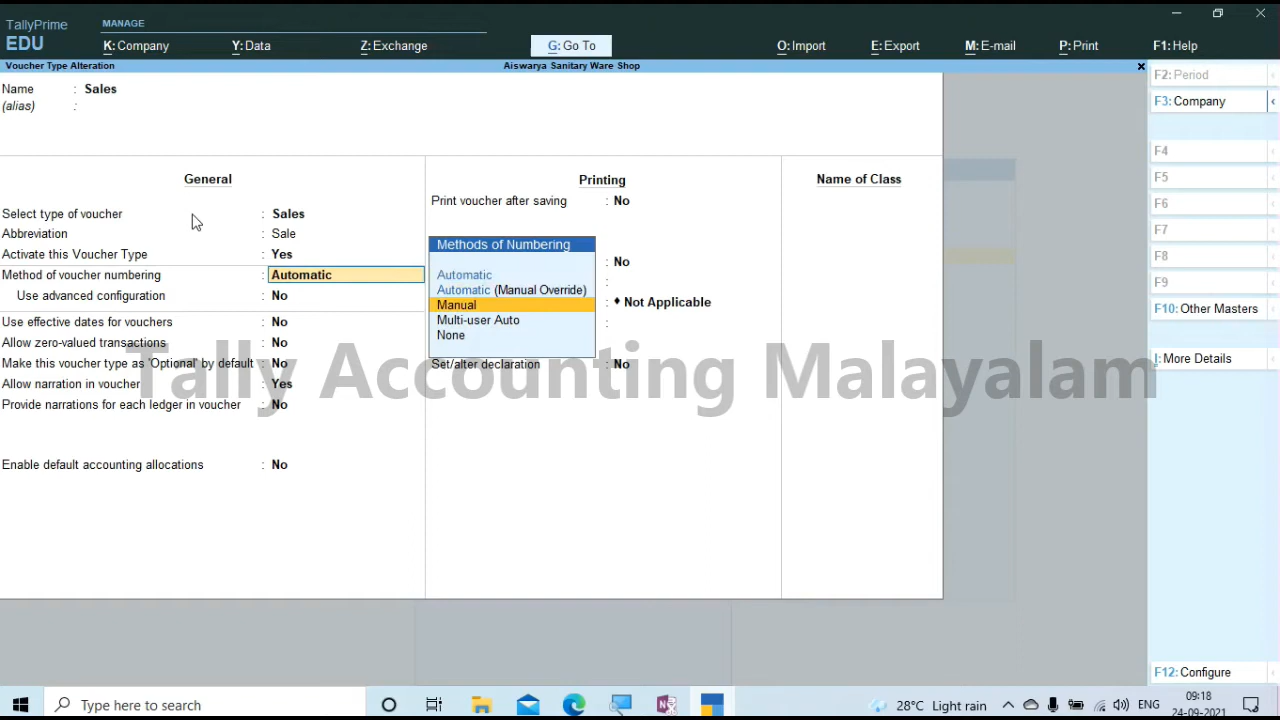 TallyPrime
EDU
MANAGE
K: Company
Y: Data
Z: Exchange
G: Go To
O: Import
E: Export
M: E-mail
P: Print
F1: Help
Voucher Type Alteration
Aiswarya Sanitary Ware Shop
Name : Sales
(alias) :
General
Select type of voucher : Sales
Abbreviation : Sale
Activate this Voucher Type : Yes
Method of voucher numbering : Automatic
Use advanced configuration : No
Use effective dates for vouchers : No
Allow zero-valued transactions : No
Make this voucher type as 'Optional' by default : No
Allow narration in voucher : Yes
Provide narrations for each ledger in voucher : No
Enable default accounting allocations : No
Printing
Print voucher after saving : No
Methods of Numbering
Automatic
Automatic (Manual Override)
Manual
Multi-user Auto
None
: No
:
: ♦ Not Applicable
:
Set/alter declaration : No
Name of Class
Tally Accounting Malayalam
F2: Period
F3: Company
F4
F5
F6
F7
F8
F9
F10: Other Masters
I: More Details
F12: Configure
Type here to search
28°C Light rain
ENG
09:18
24-09-2021